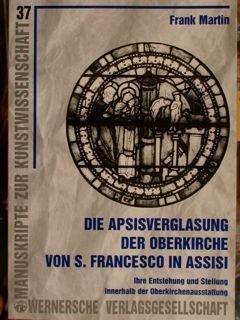 37
Frank Martin
MANUSKRIPTE ZUR KUNSTWISSENSCHAFT
DIE APSISVERGLASUNG
DER OBERKIRCHE
VON S. FRANCESCO IN ASSISI
Ihre Entstehung und Stellung
innerhalb der Oberkirchenausstattung
WERNERSCHE VERLAGSGESELLSCHAFT